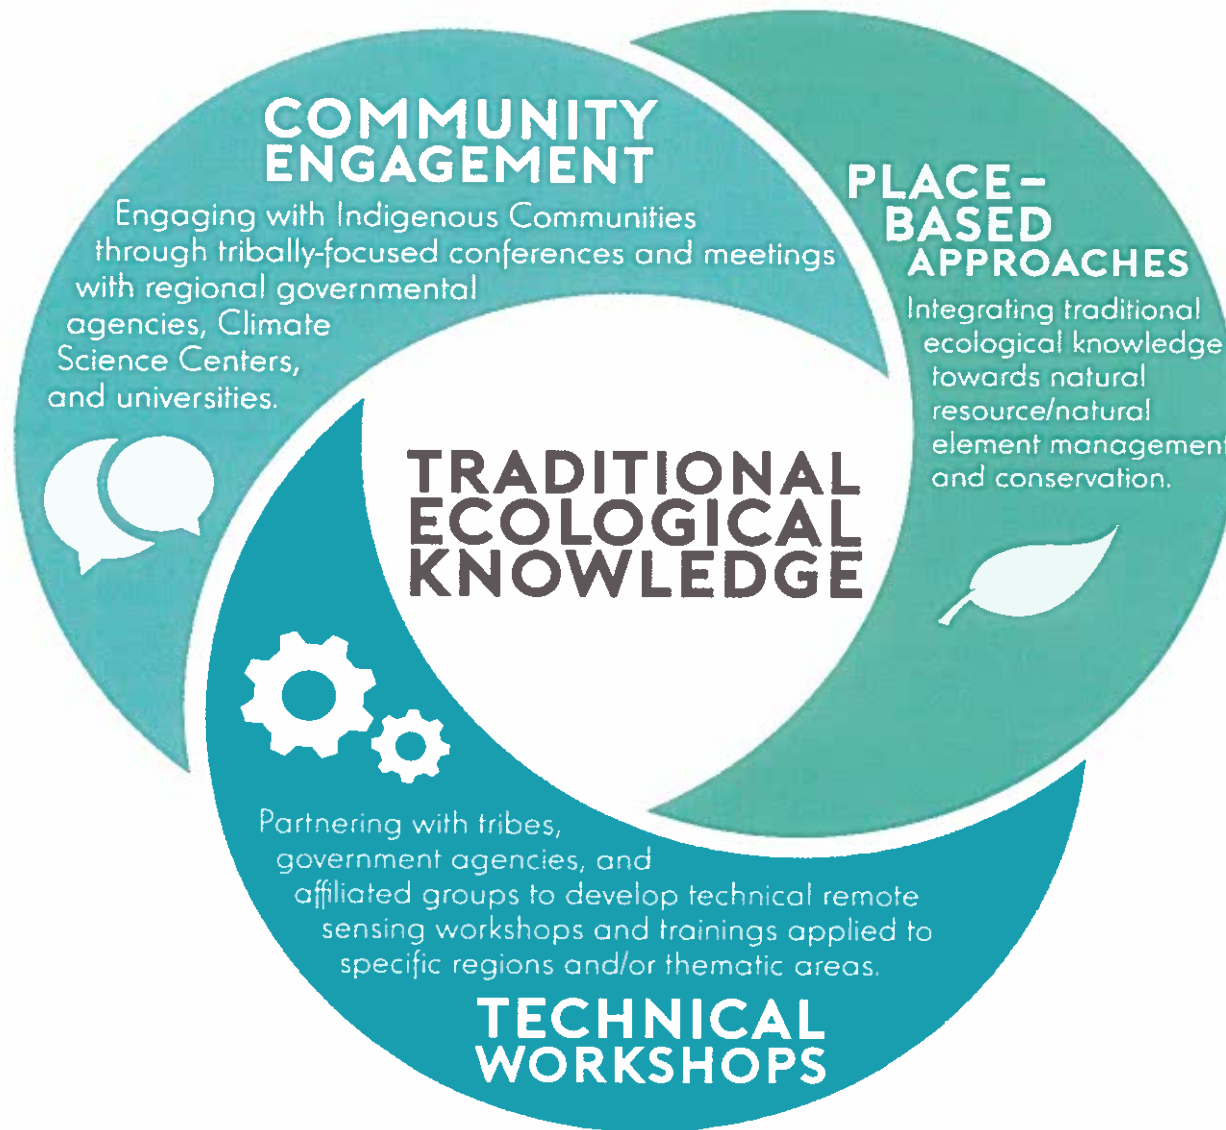 COMMUNITY
ENGAGEMENT
Engaging with Indigenous Communities
through tribally-focused conferences and meetings
with regional governmental
agencies, Climate
Science Centers,
and universities.
PLACE-
BASED
APPROACHES
Integrating traditional
ecological knowledge
towards natural
resource/natural
element management
and conservation.
TRADITIONAL
ECOLOGICAL
KNOWLEDGE
Partnering with tribes,
government agencies, and
affiliated groups to develop technical remote
sensing workshops and trainings applied to
specific regions and/or thematic areas.
TECHNICAL
WORKSHOPS